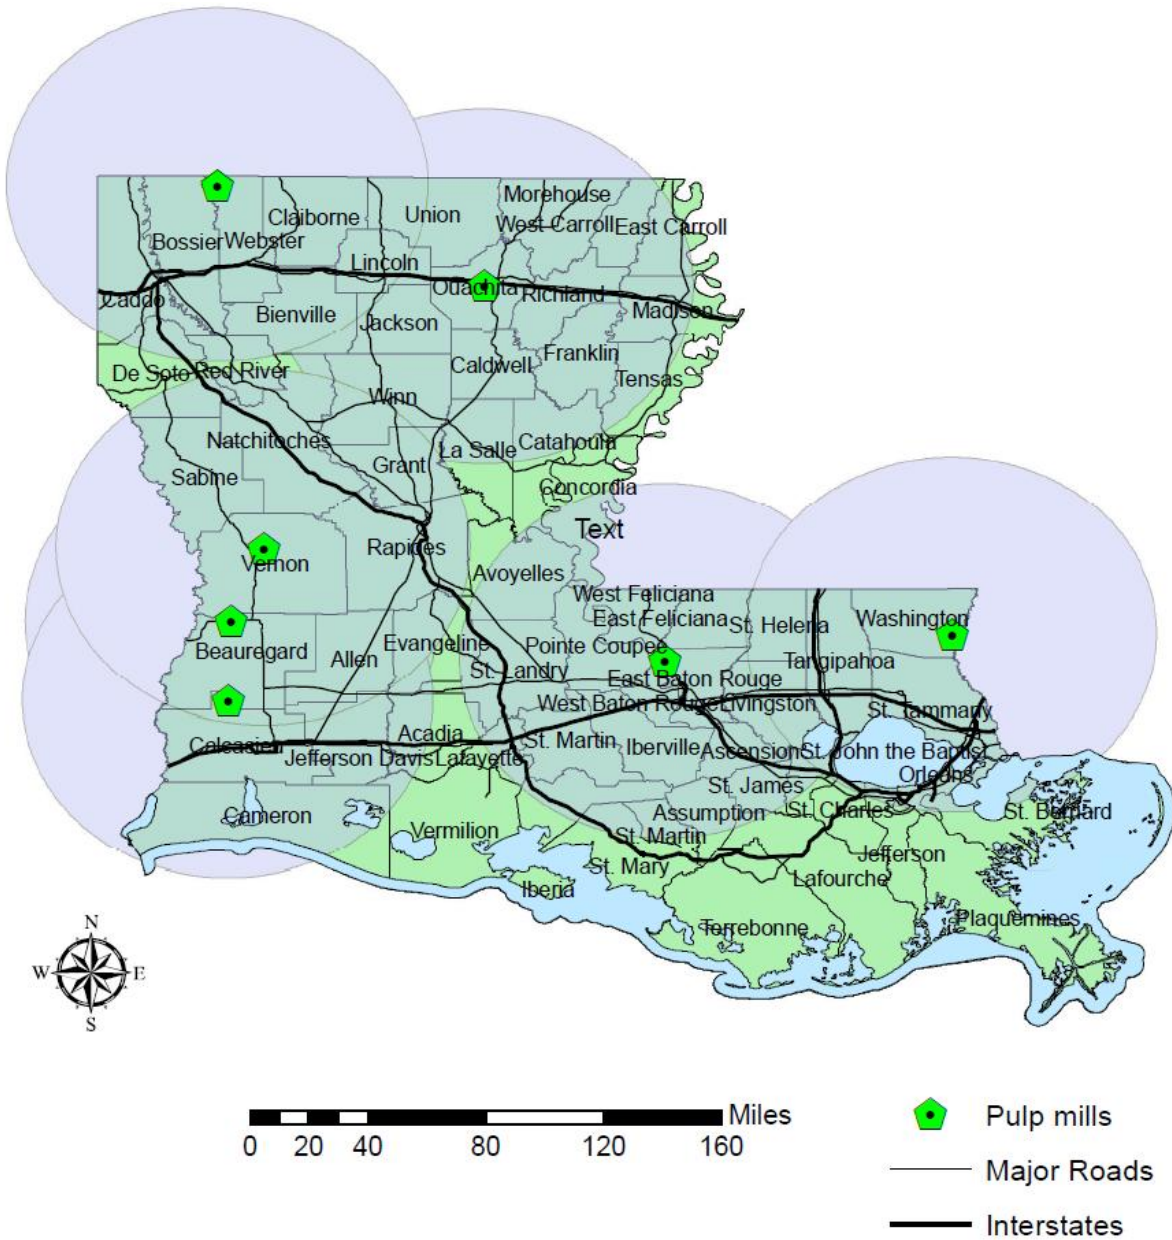 Morehouse
Claiborne
Union
West Carroll
East Carroll
Bossier
Webster
Lincoln
Ouachita
Richland
Caddo
Madison
Bienville
Jackson
Caldwell
Franklin
De Soto
Red River
Tensas
Winn
Natchitoches
La Salle
Catahoula
Sabine
Grant
Concordia
Text
Rapides
Vernon
Avoyelles
West Feliciana
East Feliciana
St. Helena
Washington
Beauregard
Allen
Evangeline
Pointe Coupee
Tangipahoa
St. Landry
East Baton Rouge
West Baton Rouge
Livingston
St. Tammany
Calcasieu
Acadia
St. Martin
Iberville
Ascension
St. John the Baptist
Jefferson Davis
Lafayette
Orleans
St. James
Cameron
Assumption
St. Charles
St. Bernard
Vermilion
St. Martin
Jefferson
St. Mary
Lafourche
Iberia
Terrebonne
Plaquemines
N
W E
S
Miles
0 20 40 80 120 160
Pulp mills
Major Roads
Interstates